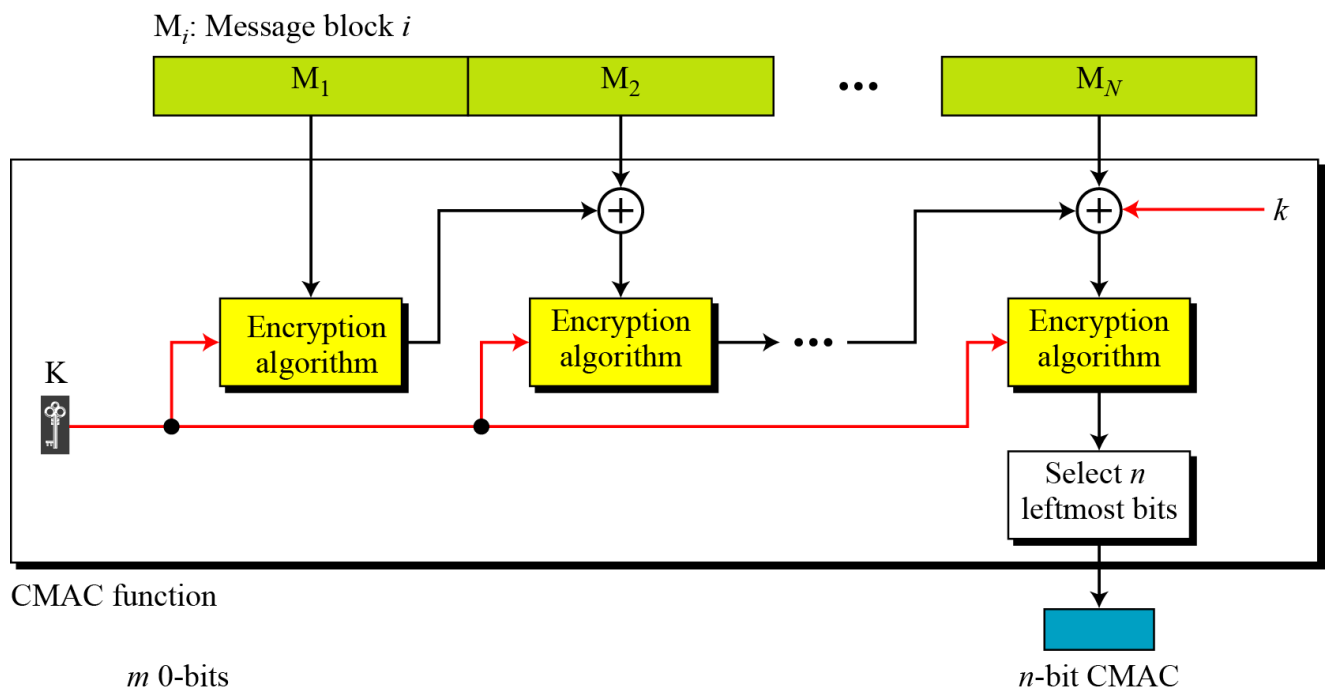 Mᵢ: Message block i
M₁
M₂
•••
M_N
k
Encryption
algorithm
Encryption
algorithm
•••
Encryption
algorithm
K
Select n
leftmost bits
CMAC function
m 0-bits
n-bit CMAC